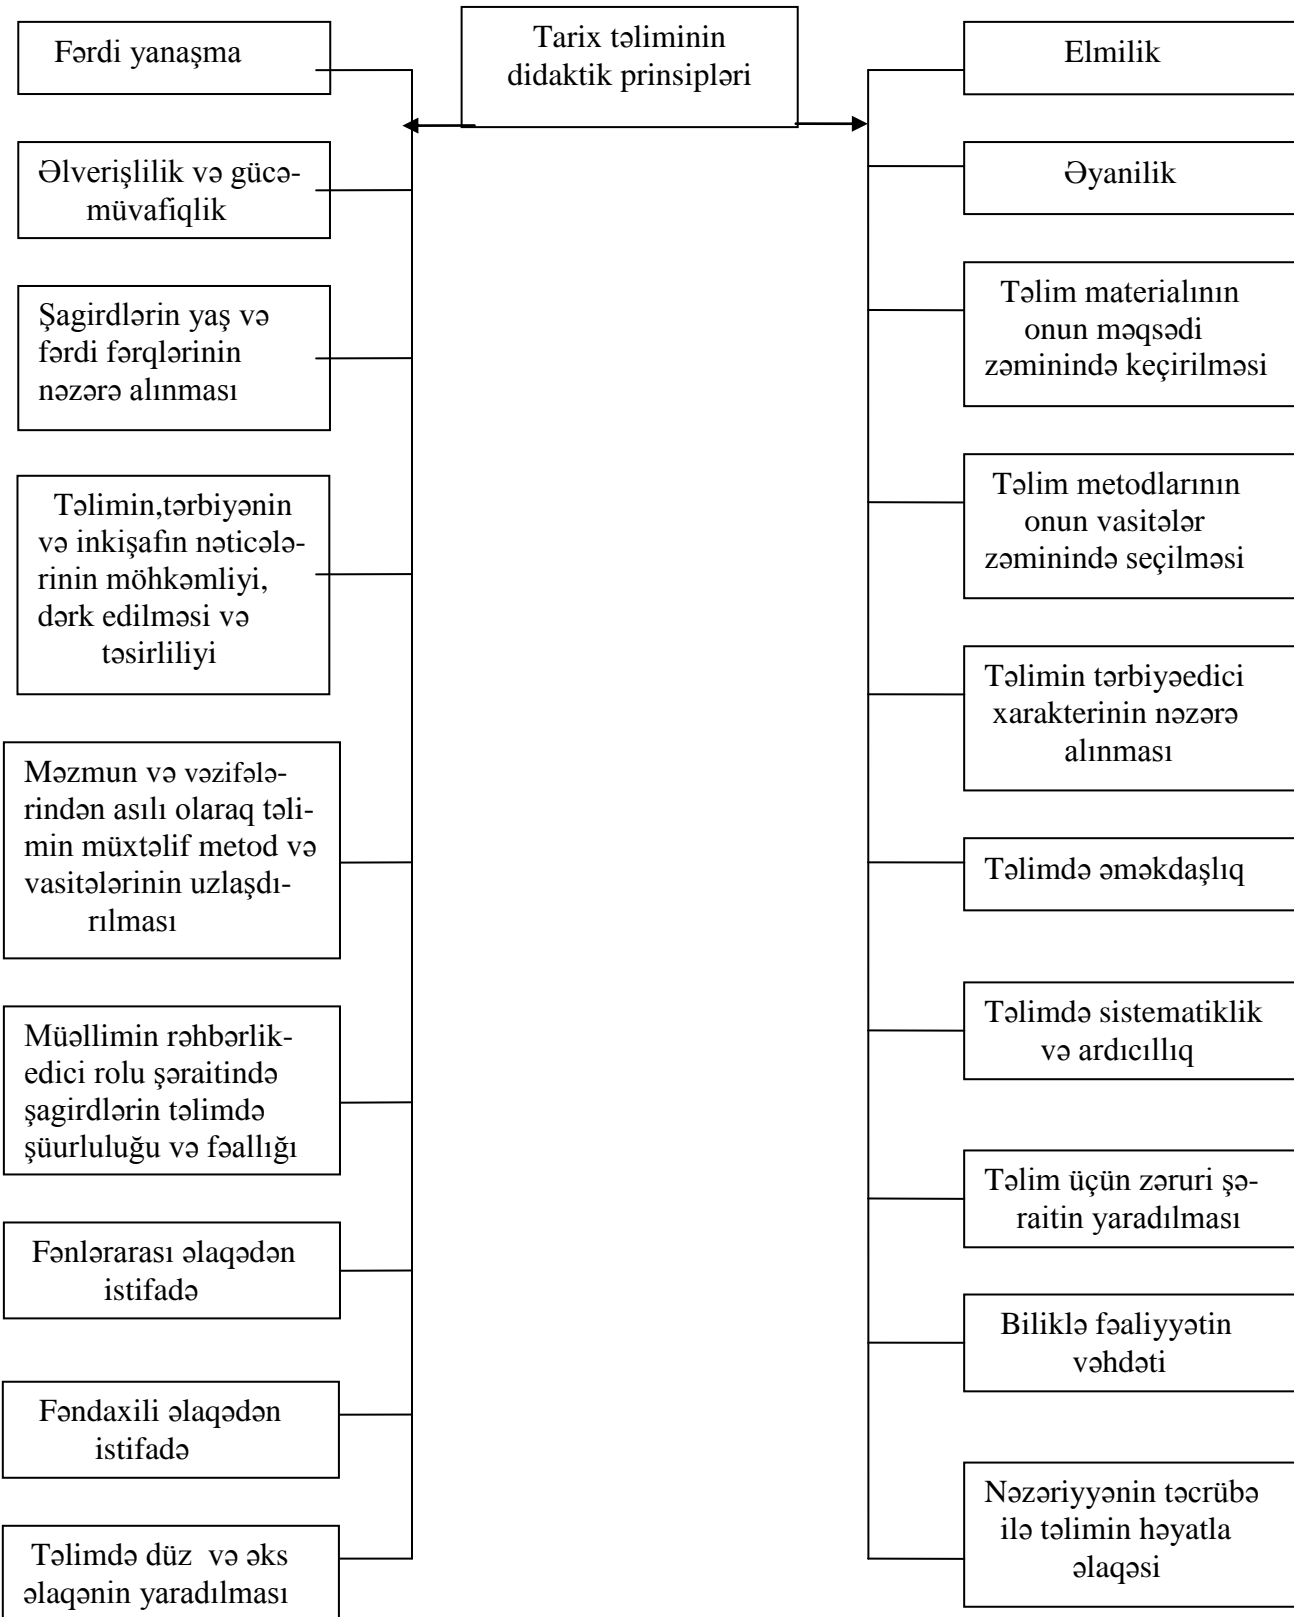 Tarix təliminin
didaktik prinsipləri
Fərdi yanaşma
Əlverişlilik və gücə-
müvafiqlik
Şagirdlərin yaş və
fərdi fərqlərinin
nəzərə alınması
Təlimin,tərbiyənin
və inkişafın nəticələ-
rinin möhkəmliyi,
dərk edilməsi və
təsirliliyi
Məzmun və vəzifələ-
rindən asılı olaraq təli-
min müxtəlif metod və
vasitələrinin uzlaşdı-
rılması
Müəllimin rəhbərlik-
edici rolu şəraitində
şagirdlərin təlimdə
şüurluluğu və fəallığı
Fənlərarası əlaqədən
istifadə
Fəndaxili əlaqədən
istifadə
Təlimdə düz və əks
əlaqənin yaradılması
Elmilik
Əyanilik
Təlim materialının
onun məqsədi
zəminində keçirilməsi
Təlim metodlarının
onun vasitələr
zəminində seçilməsi
Təlimin tərbiyəedici
xarakterinin nəzərə
alınması
Təlimdə əməkdaşlıq
Təlimdə sistematiklik
və ardıcıllıq
Təlim üçün zəruri şə-
raitin yaradılması
Biliklə fəaliyyətin
vəhdəti
Nəzəriyyənin təcrübə
ilə təlimin həyatla
əlaqəsi